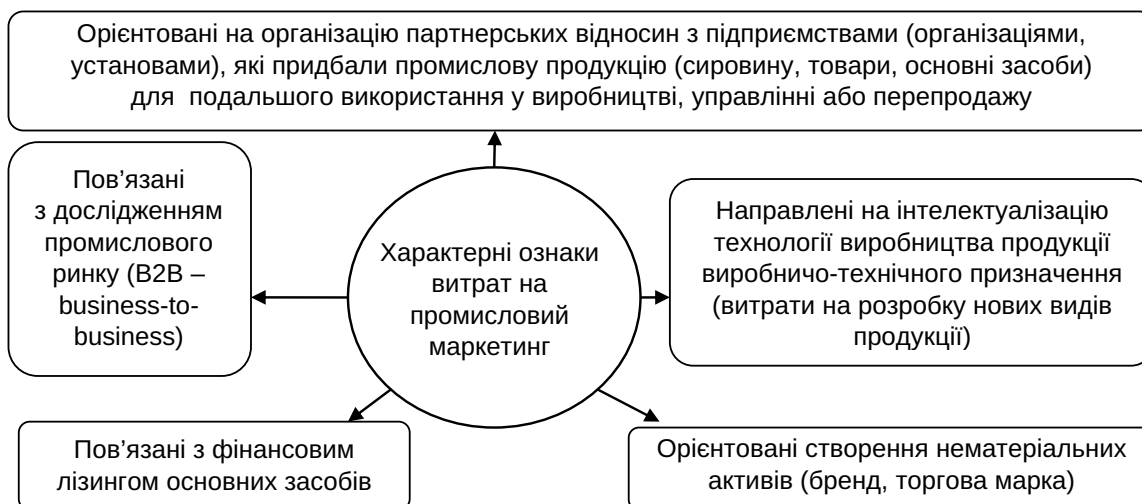 Орієнтовані на організацію партнерських відносин з підприємствами (організаціями,
установами), які придбали промислову продукцію (сировину, товари, основні засоби)
для подальшого використання у виробництві, управлінні або перепродажу
Пов’язані
з дослідженням
промислового
ринку (B2B –
business-to-
business)
Характерні ознаки
витрат на
промисловий
маркетинг
Направлені на інтелектуалізацію
технології виробництва продукції
виробничо-технічного призначення
(витрати на розробку нових видів
продукції)
Пов’язані з фінансовим
лізингом основних засобів
Орієнтовані створення нематеріальних
активів (бренд, торгова марка)